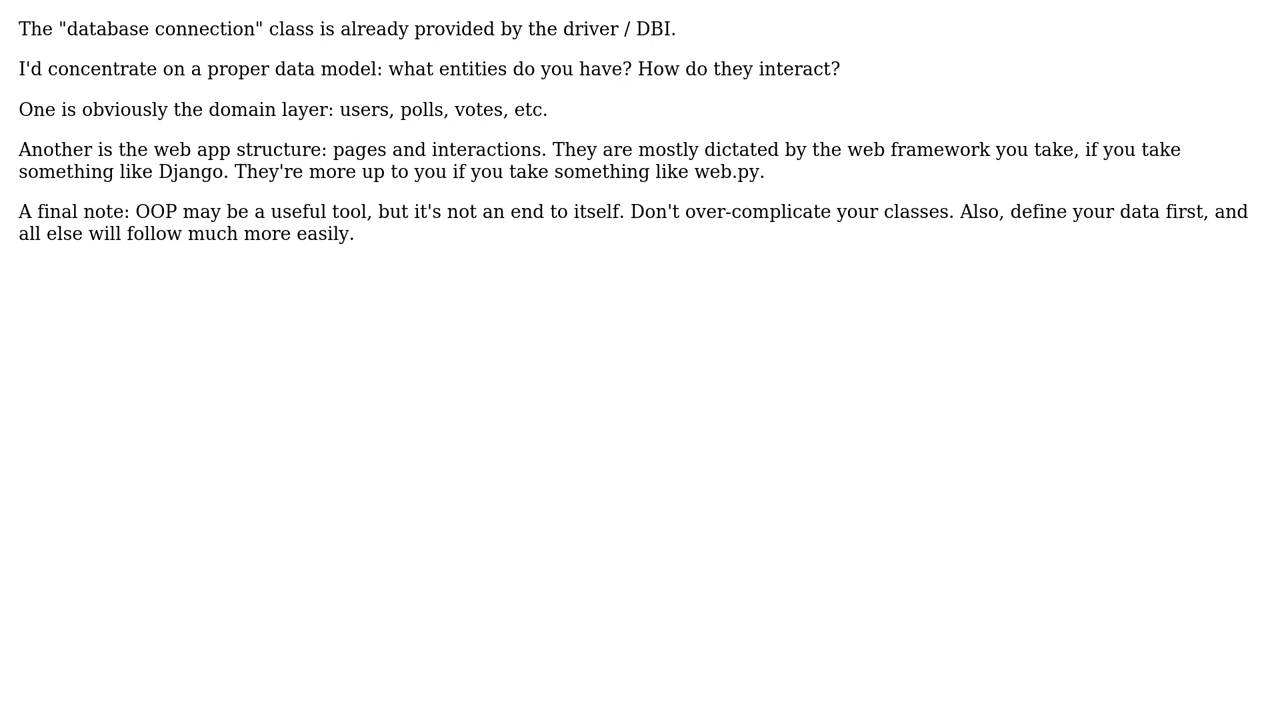 The "database connection" class is already provided by the driver / DBI.
I'd concentrate on a proper data model: what entities do you have? How do they interact?
One is obviously the domain layer: users, polls, votes, etc.
Another is the web app structure: pages and interactions. They are mostly dictated by the web framework you take, if you take
something like Django. They're more up to you if you take something like web.py.
A final note: OOP may be a useful tool, but it's not an end to itself. Don't over-complicate your classes. Also, define your data first, and
all else will follow much more easily.